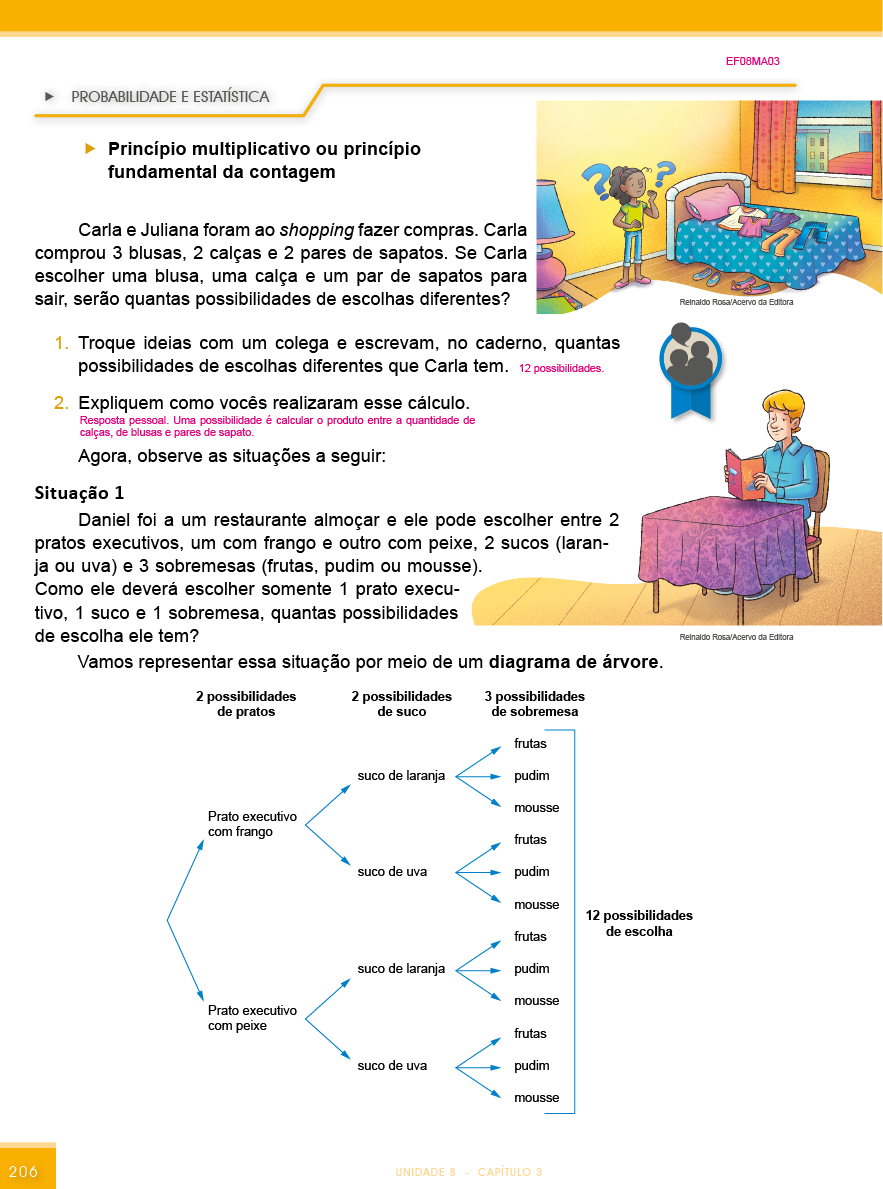 EF08MA03
PROBABILIDADE E ESTATÍSTICA
Princípio multiplicativo ou princípio
fundamental da contagem
Carla e Juliana foram ao shopping fazer compras. Carla
comprou 3 blusas, 2 calças e 2 pares de sapatos. Se Carla
escolher uma blusa, uma calça e um par de sapatos para
sair, serão quantas possibilidades de escolhas diferentes?
? ? ?
Reinaldo Rosa/Acervo da Editora
1. Troque ideias com um colega e escrevam, no caderno, quantas
possibilidades de escolhas diferentes que Carla tem. 12 possibilidades.
2. Expliquem como vocês realizaram esse cálculo.
Resposta pessoal. Uma possibilidade é calcular o produto entre a quantidade de
calças, de blusas e pares de sapato.
Agora, observe as situações a seguir:
Situação 1
Daniel foi a um restaurante almoçar e ele pode escolher entre 2
pratos executivos, um com frango e outro com peixe, 2 sucos (laran-
ja ou uva) e 3 sobremesas (frutas, pudim ou mousse).
Como ele deverá escolher somente 1 prato execu-
tivo, 1 suco e 1 sobremesa, quantas possibilidades
de escolha ele tem?
Reinaldo Rosa/Acervo da Editora
Vamos representar essa situação por meio de um diagrama de árvore.
2 possibilidades
de pratos
2 possibilidades
de suco
3 possibilidades
de sobremesa
Prato executivo
com frango
suco de laranja
frutas
pudim
mousse
suco de uva
frutas
pudim
mousse
Prato executivo
com peixe
suco de laranja
frutas
pudim
mousse
suco de uva
frutas
pudim
mousse
12 possibilidades
de escolha
206
UNIDADE 8 - CAPÍTULO 3